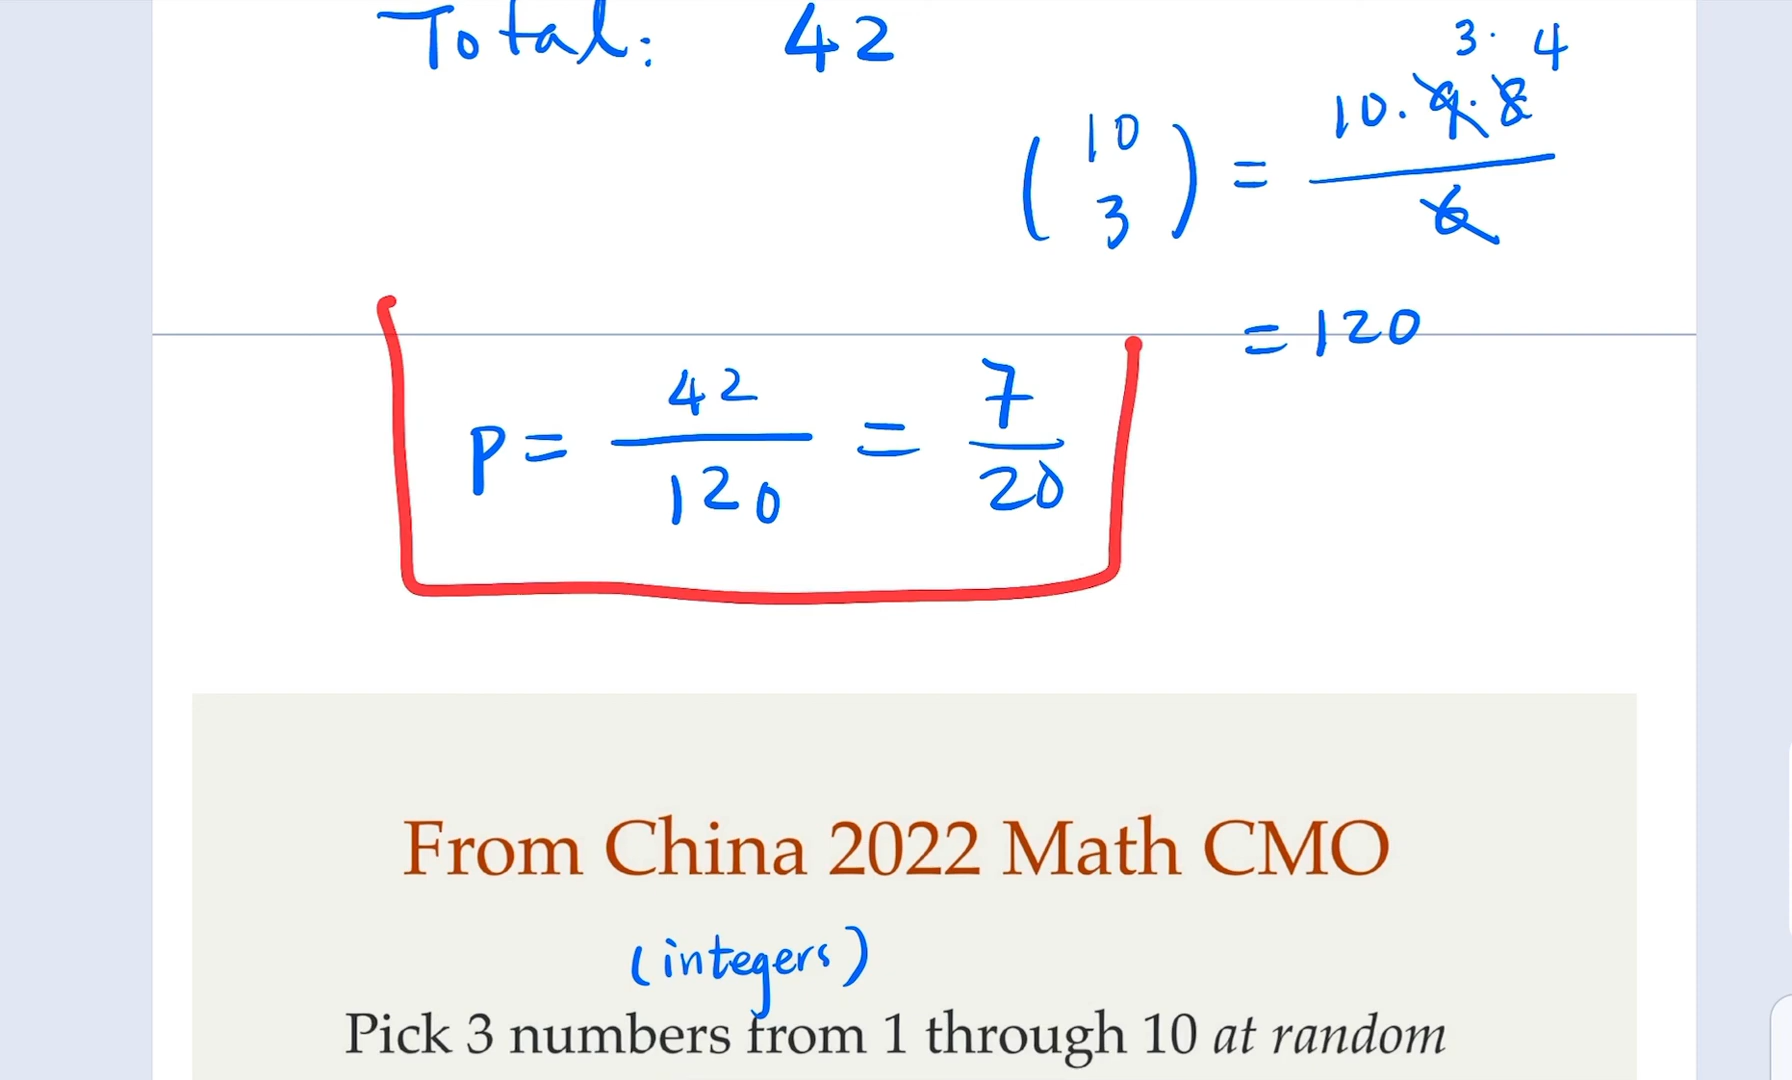 Total: 42
3 · 4
(10 3) = 10 · 9 · 8 / 6
= 120
P = 42/120 = 7/20
From China 2022 Math CMO
(integers)
Pick 3 numbers from 1 through 10 at random